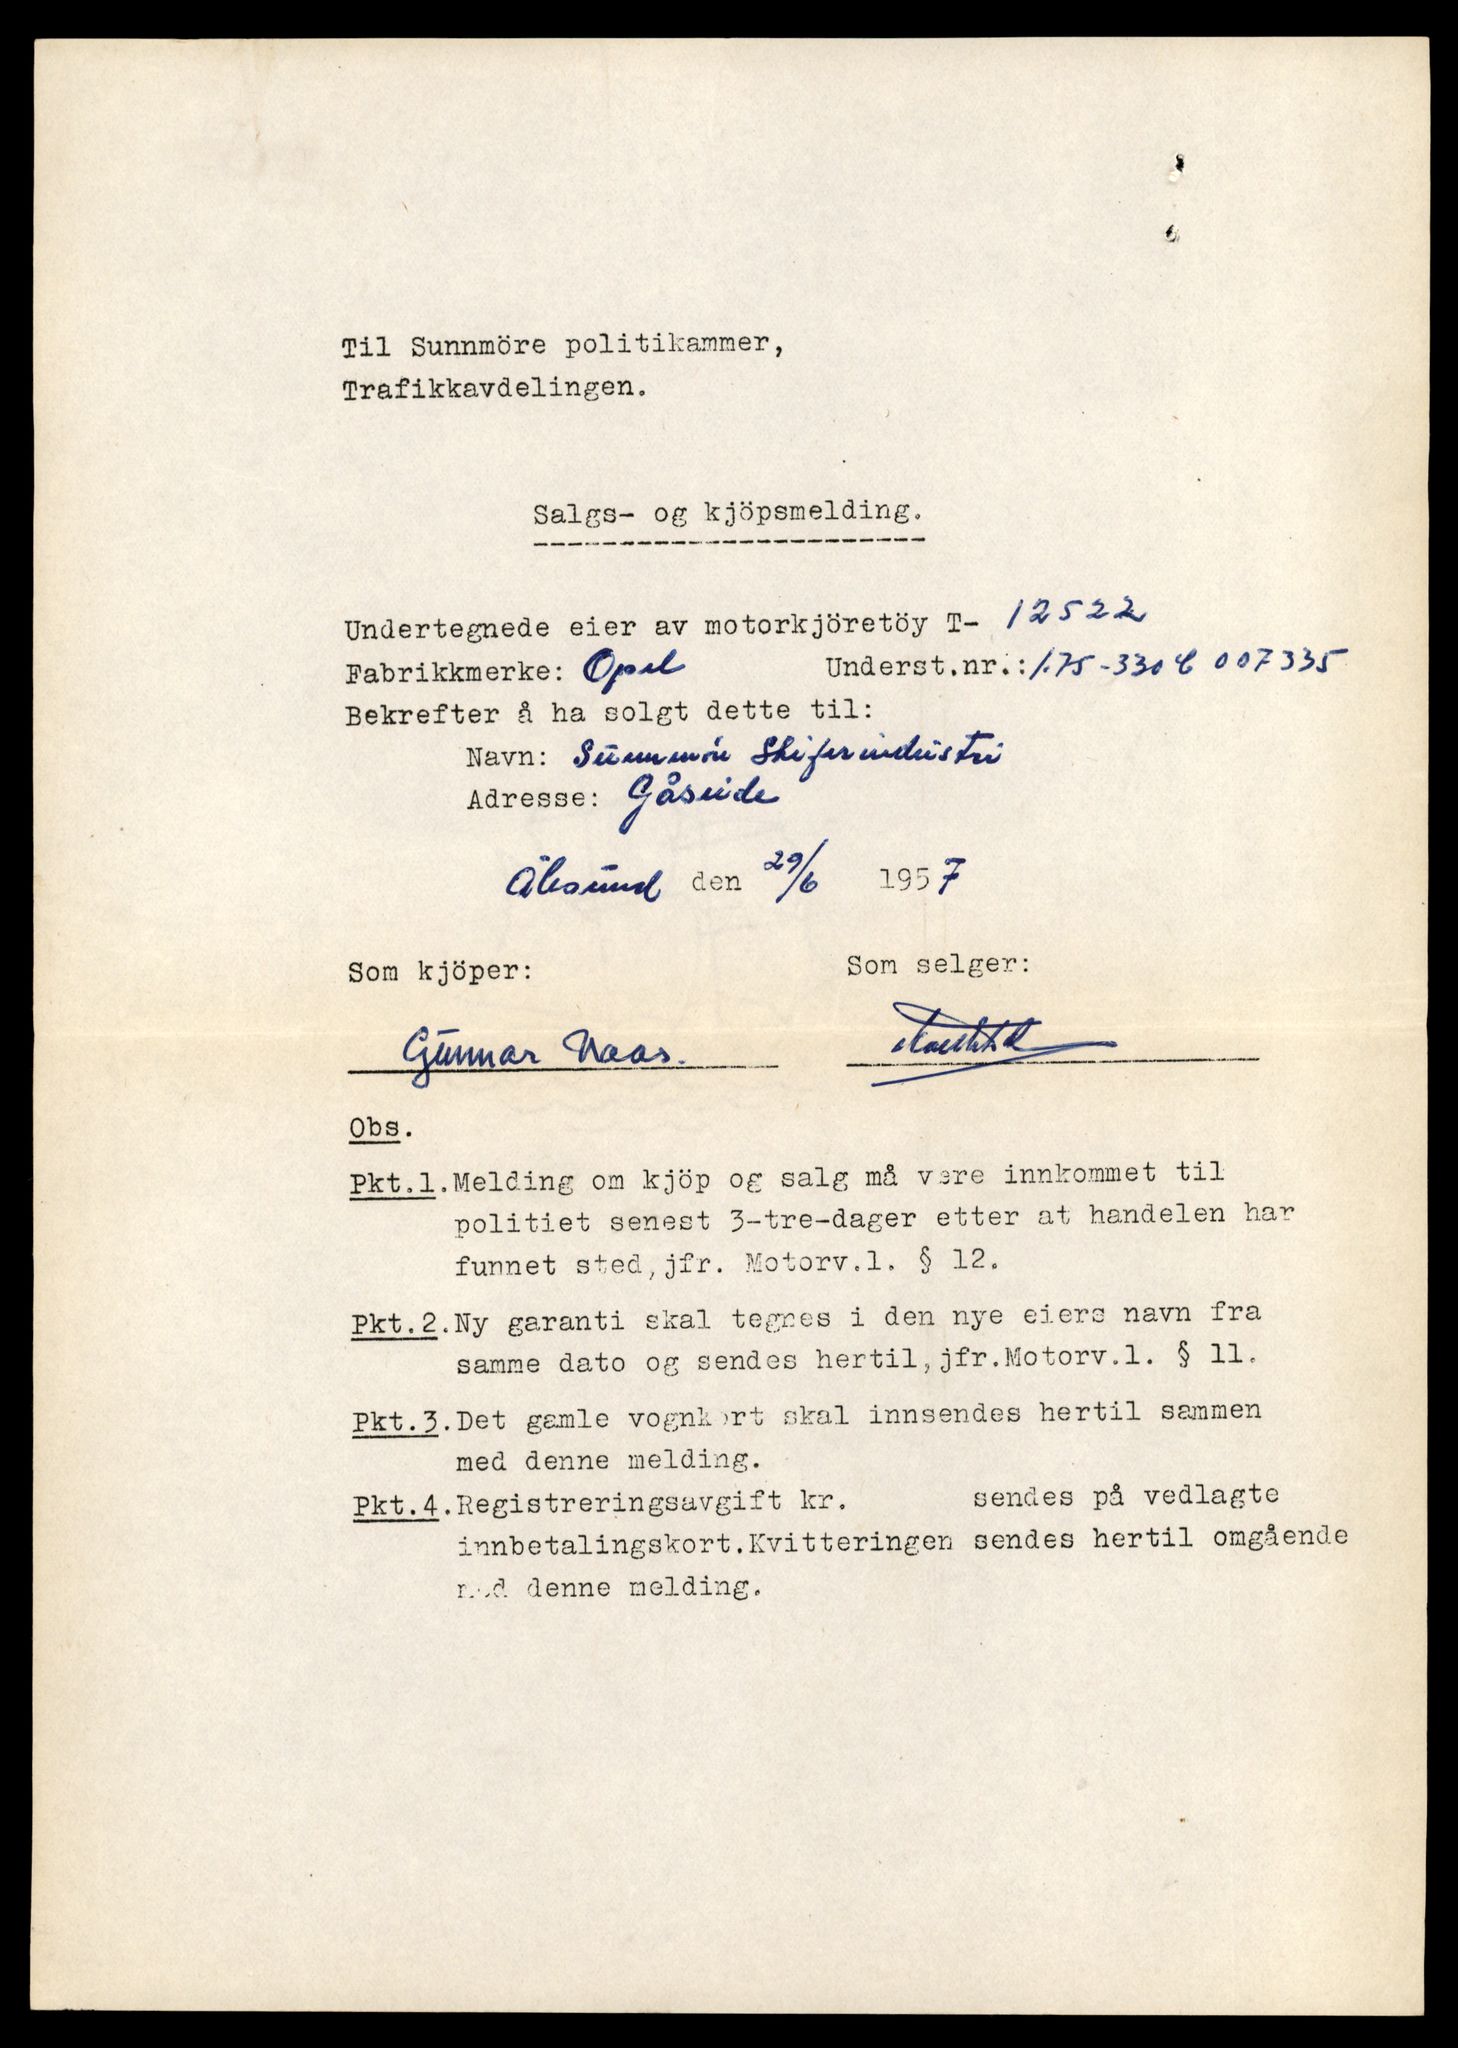 Til Sunnmöre politikammer,
Trafikkavdelingen.
Salgs- og kjöpsmelding.
Undertegnede eier av motorkjöretöy T- 12522
Fabrikkmerke: Opel Underst.nr.: 1.75-330 007335
Bekrefter å ha solgt dette til:
Navn: Skiferindustri
Adresse: Gåseide
Ålesund den 29/6 1957
Som kjöper: Som selger:
Gunnar Naas.
Obs.
Pkt.1. Melding om kjöp og salg må være innkommet til
politiet senest 3-tre-dager etter at handelen har
funnet sted, jfr. Motorv.l. § 12.
Pkt.2. Ny garanti skal tegnes i den nye eiers navn fra
samme dato og sendes hertil, jfr.Motorv.l. § 11.
Pkt.3. Det gamle vognkort skal innsendes hertil sammen
med denne melding.
Pkt.4. Registreringsavgift kr. sendes på vedlagte
innbetalingskort.Kvitteringen sendes hertil omgående
med denne melding.